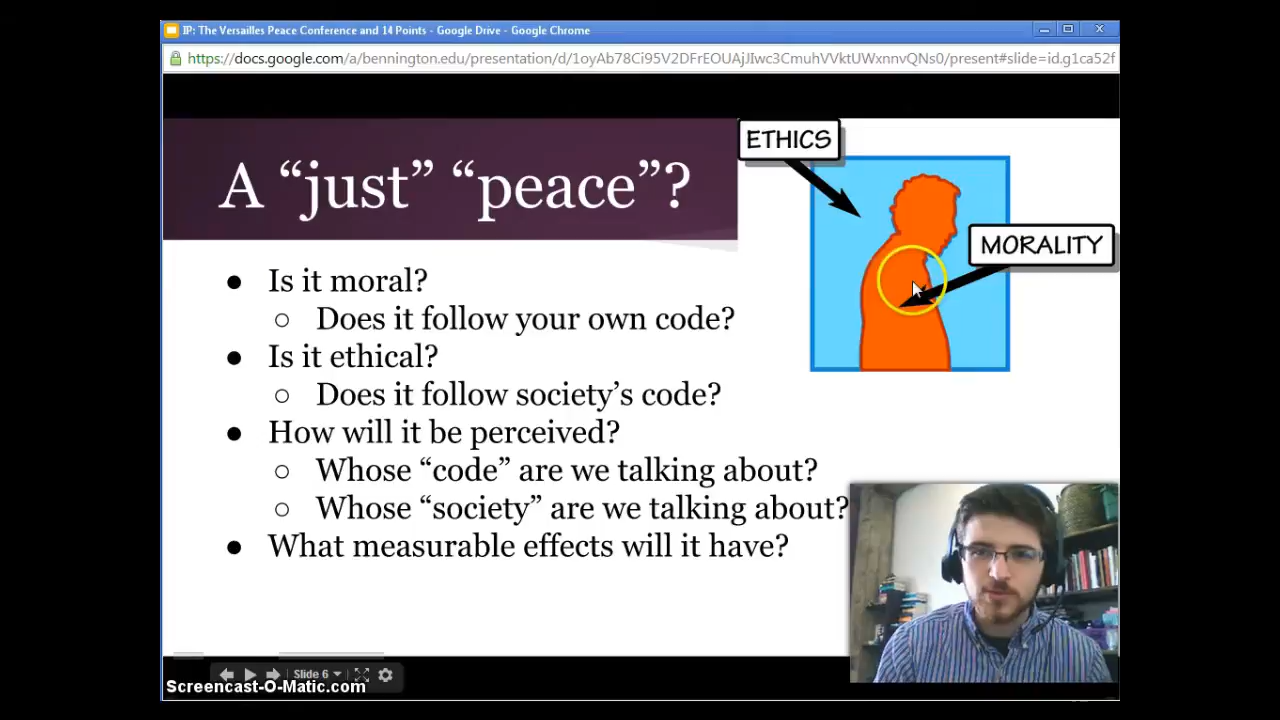 IP: The Versailles Peace Conference and 14 Points - Google Drive - Google Chrome
https://docs.google.com/a/bennington.edu/presentation/d/1oyAb78Ci95V2DFrEOUAjJIwc3CmuhVVktUWxnnvQNs0/present#slide=id.g1ca52f
ETHICS
A “just” “peace”?
MORALITY
● Is it moral?
○ Does it follow your own code?
● Is it ethical?
○ Does it follow society’s code?
● How will it be perceived?
○ Whose “code” are we talking about?
○ Whose “society” are we talking about?
● What measurable effects will it have?
Slide 6
Screencast-O-Matic.com